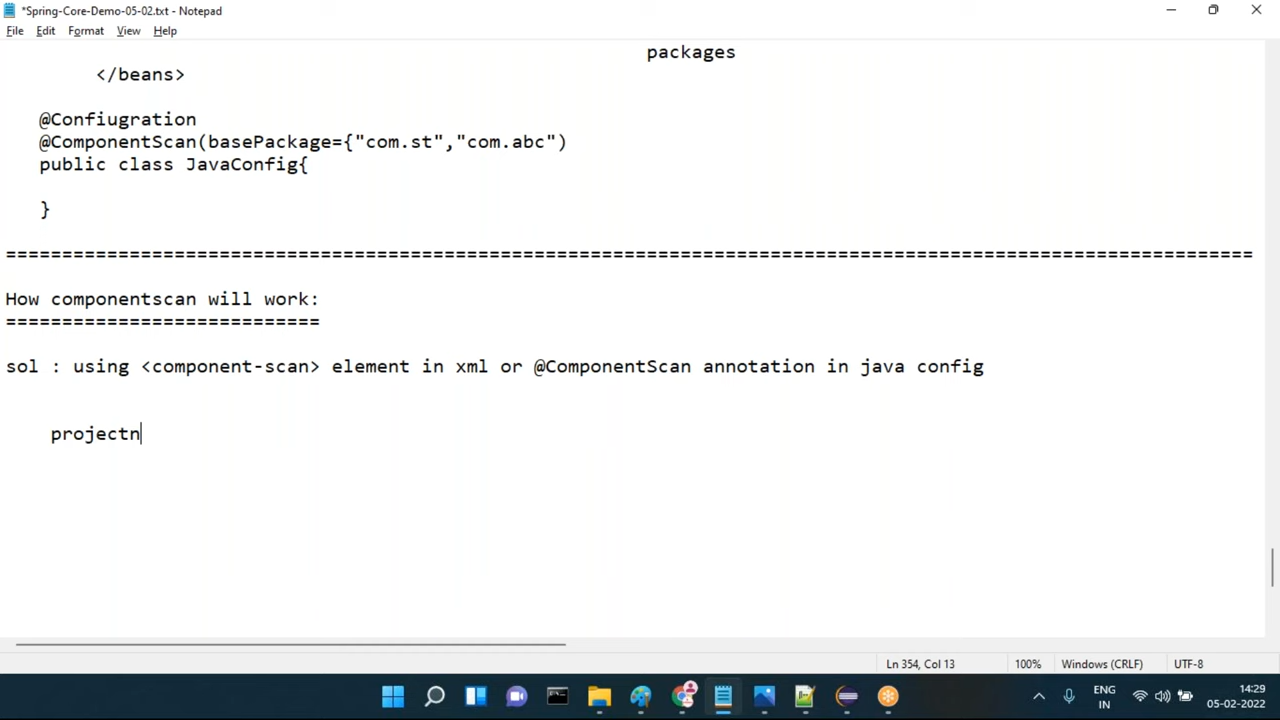 *Spring-Core-Demo-05-02.txt - Notepad
File Edit Format View Help
packages
</beans>
@Confiugration
@ComponentScan(basePackage={"com.st","com.abc")
public class JavaConfig{
}
===============================================================================================================
How componentscan will work:
============================
sol : using <component-scan> element in xml or @ComponentScan annotation in java config
projectn
Ln 354, Col 13 100% Windows (CRLF) UTF-8
ENG
IN
14:29
05-02-2022